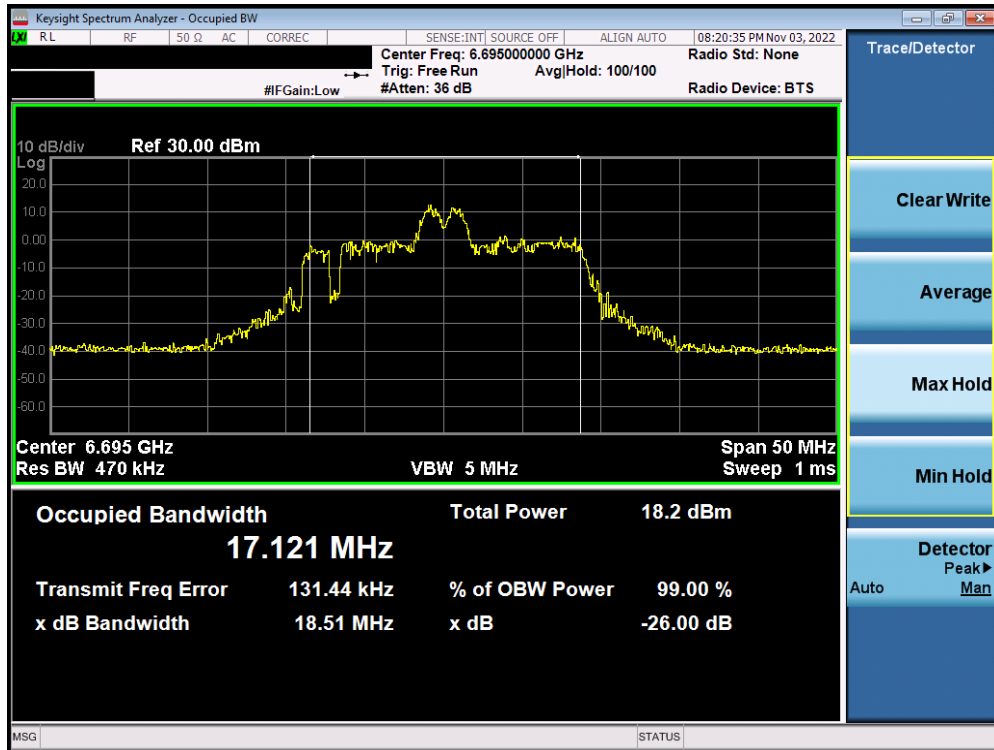 Keysight Spectrum Analyzer - Occupied BW
LXI RL RF 50 Ω AC CORREC SENSE:INT SOURCE OFF ALIGN AUTO 08:20:35 PM Nov 03, 2022
Center Freq: 6.695000000 GHz Radio Std: None
Trig: Free Run Avg|Hold: 100/100
#IFGain:Low #Atten: 36 dB Radio Device: BTS
10 dB/div Ref 30.00 dBm
Log
20.0
10.0
0.00
-10.0
-20.0
-30.0
-40.0
-50.0
-60.0
Center 6.695 GHz Span 50 MHz
Res BW 470 kHz VBW 5 MHz Sweep 1 ms
Occupied Bandwidth Total Power 18.2 dBm
17.121 MHz
Transmit Freq Error 131.44 kHz % of OBW Power 99.00 %
x dB Bandwidth 18.51 MHz x dB -26.00 dB
Trace/Detector
Clear Write
Average
Max Hold
Min Hold
Detector
Peak▶
Auto Man
MSG STATUS